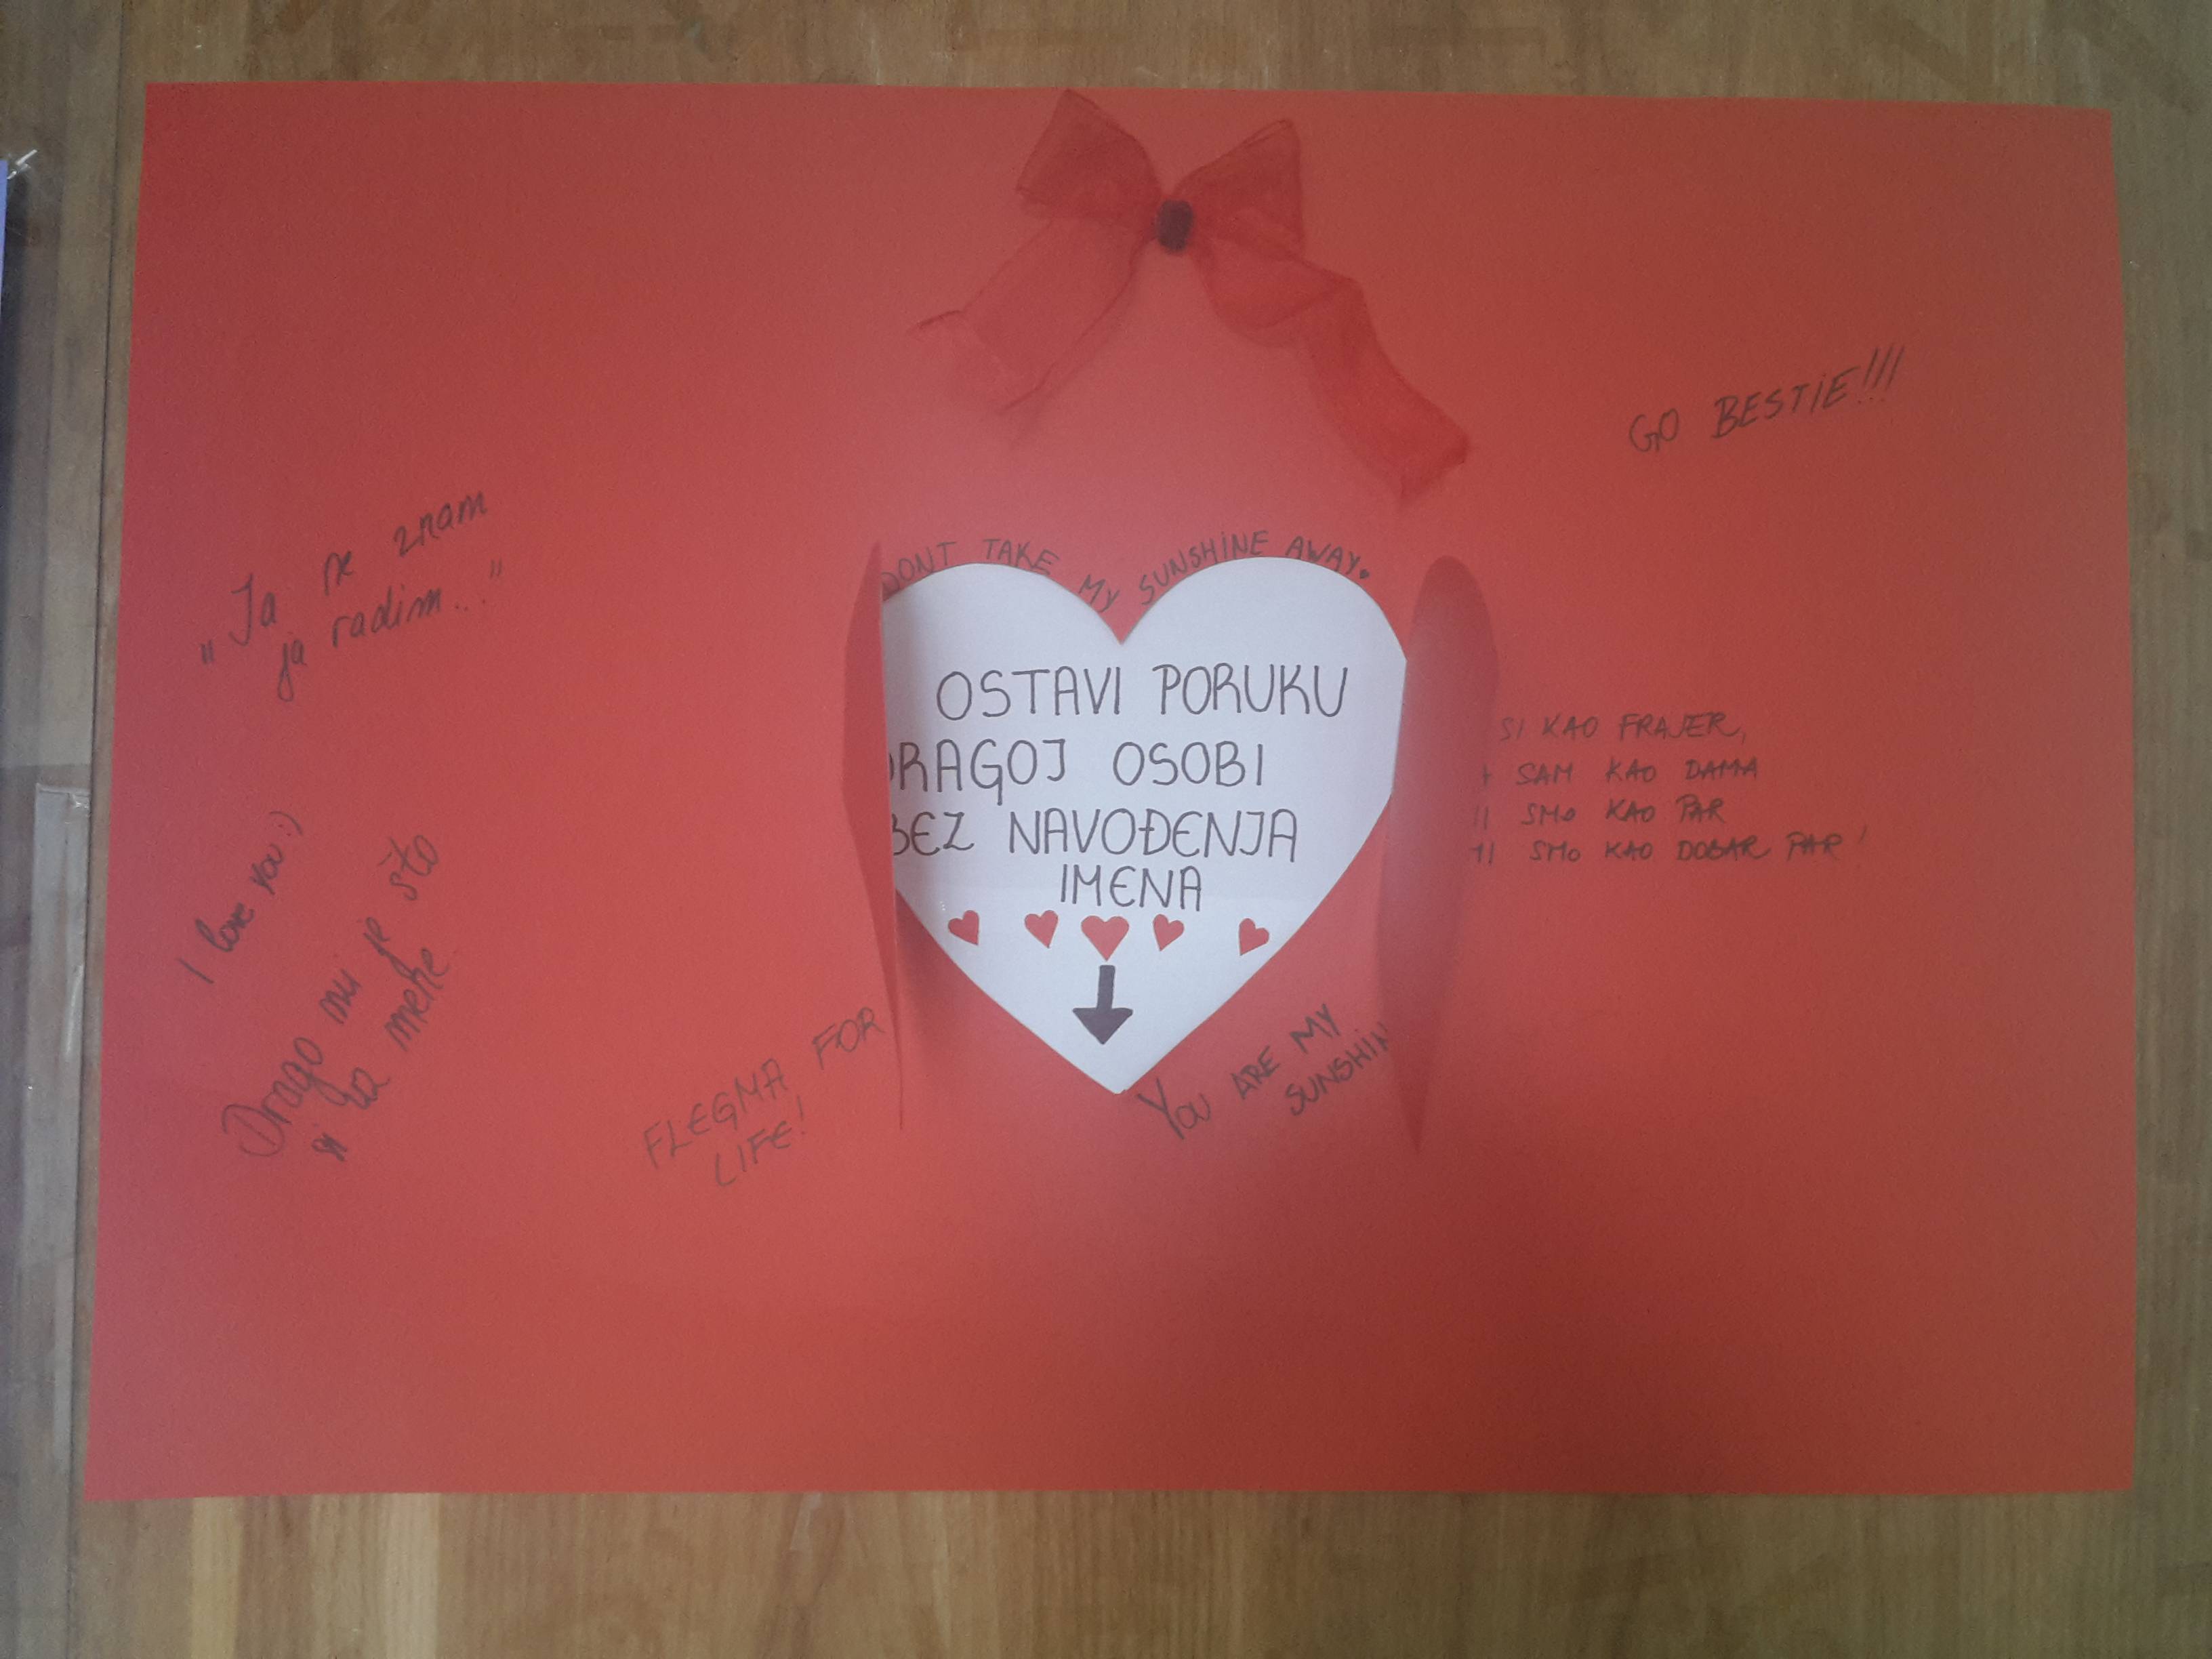 GO BESTIE!!!
„Ja ne znam
ja radim..."
DONT TAKE MY SUNSHINE AWAY.
OSTAVI PORUKU
DRAGOJ OSOBI
BEZ NAVOĐENJA
IMENA
SI KAO FRAJER,
SAM KAO DAMA
SMO KAO PAR
SMO KAO DOBAR PAR!
I love you :)
Drago mi je što
si za mene
FLEGMA FOR
LIFE!
YOU ARE MY
SUNSHIN